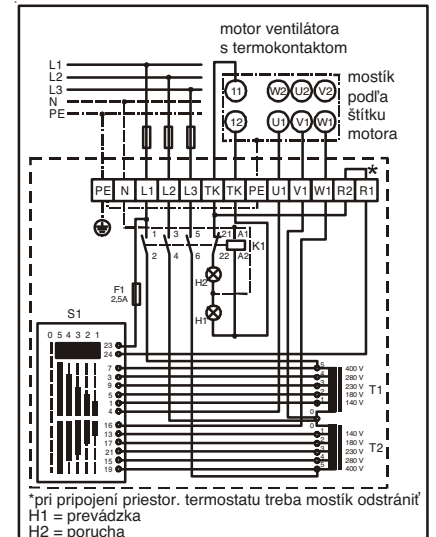 motor ventilátora
s termokontaktom
L1
L2
L3
N
PE
11 W2 U2 V2
12 U1 V1 W1
mostík
podľa
štítku
motora
*
PE N L1 L2 L3 TK TK PE U1 V1 W1 R2 R1
1 3 5 21 A1
K1
2 4 6 22 A2
H2
F1
2,5A
H1
S1
0 5 4 3 2 1
23
24
7
3
9
5
1
4
16
13
17
21
15
19
5 400 V
4 280 V
3 230 V
2 180 V
1 140 V
0
T1
0
1 140 V
2 180 V
3 230 V
4 280 V
5 400 V
T2
*pri pripojení priestor. termostatu treba mostík odstrániť
H1 = prevádzka
H2 = porucha